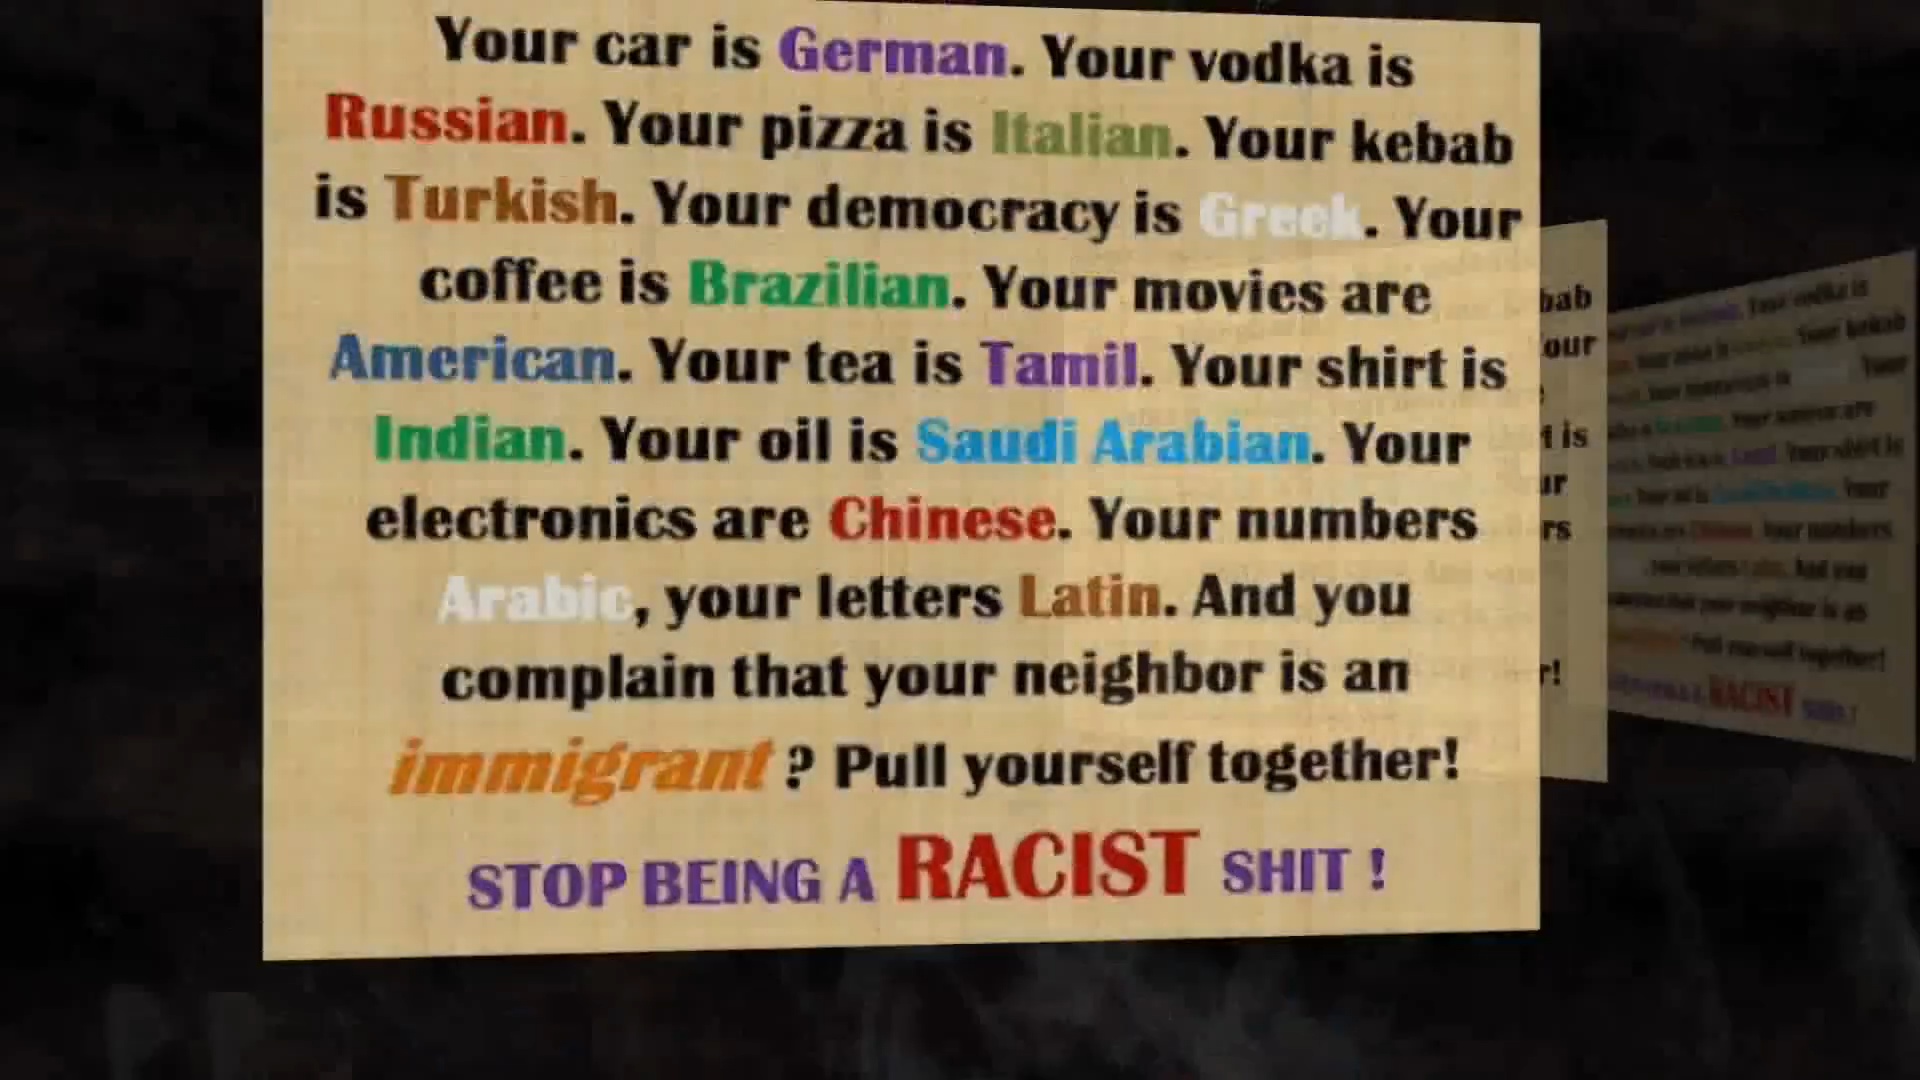 Your car is German. Your vodka is
Russian. Your pizza is Italian. Your kebab
is Turkish. Your democracy is Greek. Your
coffee is Brazilian. Your movies are
American. Your tea is Tamil. Your shirt is
Indian. Your oil is Saudi Arabian. Your
electronics are Chinese. Your numbers
Arabic, your letters Latin. And you
complain that your neighbor is an
immigrant ? Pull yourself together!
STOP BEING A RACIST SHIT !